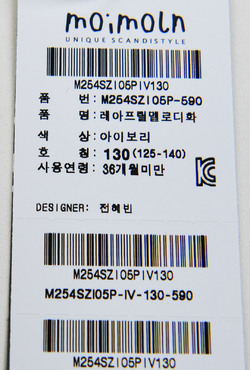 moimoln
UNIQUE SCANDISTYLE
M254SZI05PIV130
품 번: M254SZI05P-590
품 명: 레아프릴멜로디화
색 상: 아이보리
호 칭: 130 (125-140)
사용연령: 36개월미만
DESIGNER: 전혜빈
M254SZI05PIV130
M254SZI05P-IV-130-590
M254SZI05PIV130